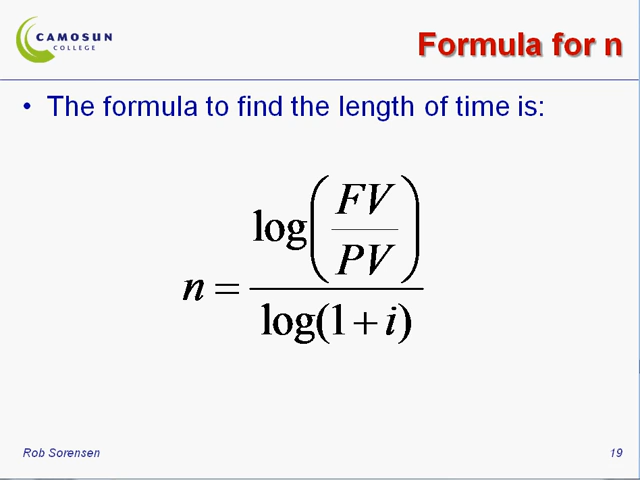 CAMOSUN
COLLEGE
Formula for n
• The formula to find the length of time is:
n = log(FV/PV) / log(1 + i)
Rob Sorensen
19